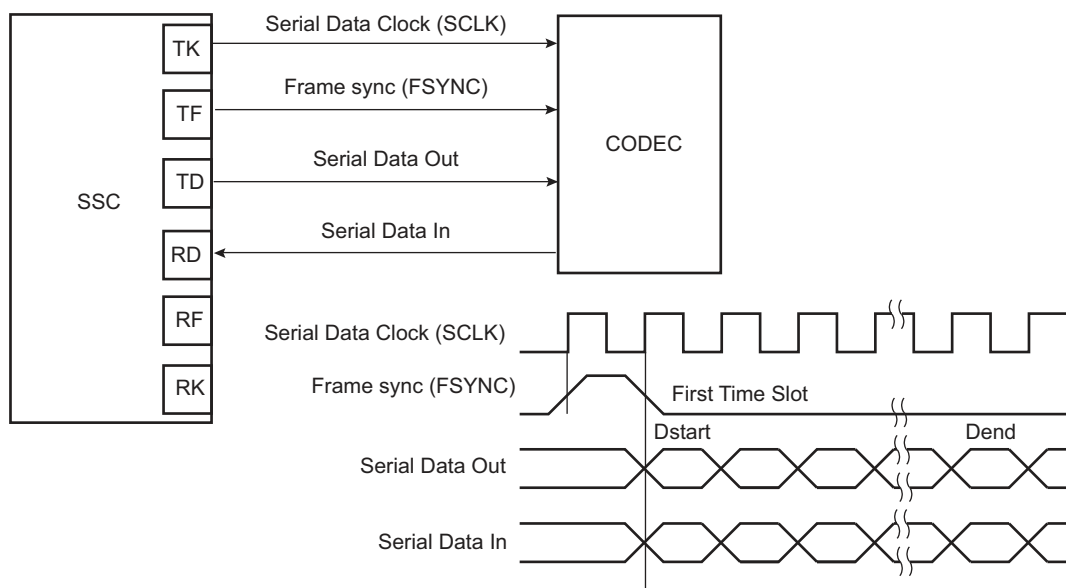 Serial Data Clock (SCLK)
TK
Frame sync (FSYNC)
TF
CODEC
Serial Data Out
TD
SSC
Serial Data In
RD
RF
Serial Data Clock (SCLK)
RK
Frame sync (FSYNC)
First Time Slot
Dstart
Dend
Serial Data Out
Serial Data In